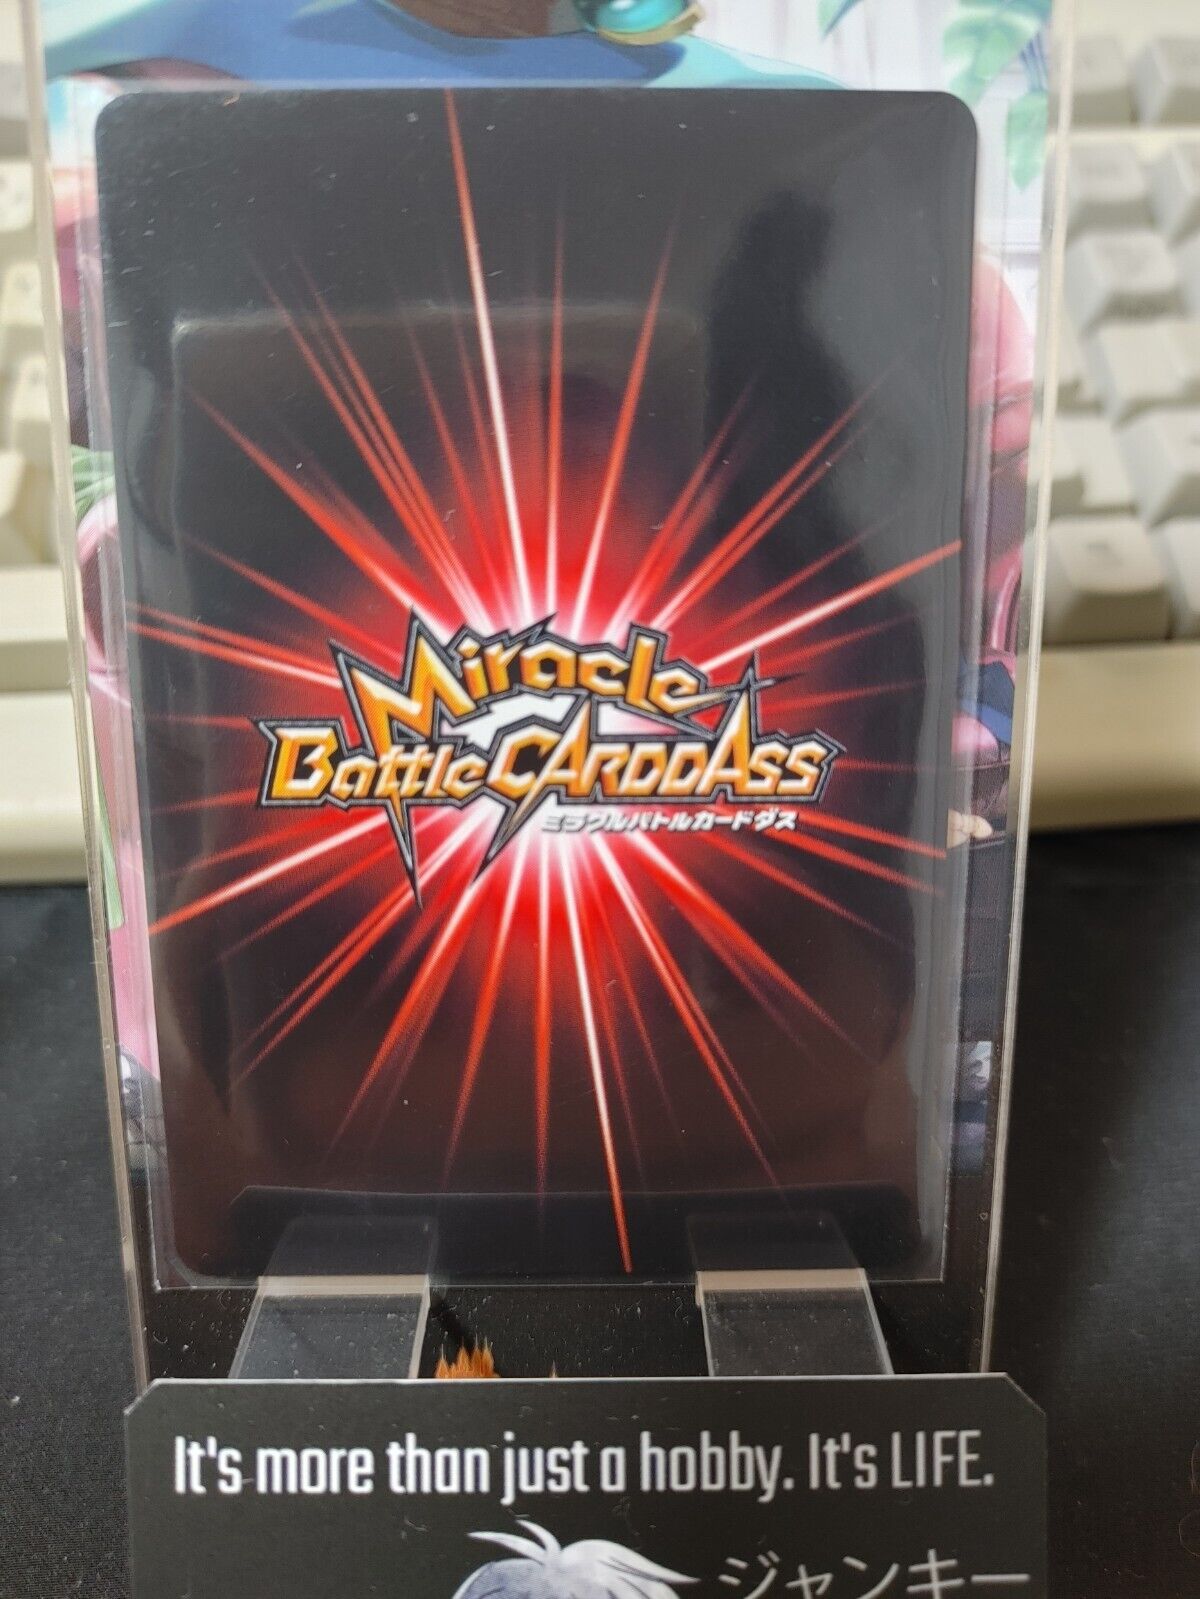 Miracle
Battle CARDDASS
ミラクルバトルカードダス
It's more than just a hobby. It's LIFE.
ジャンキー